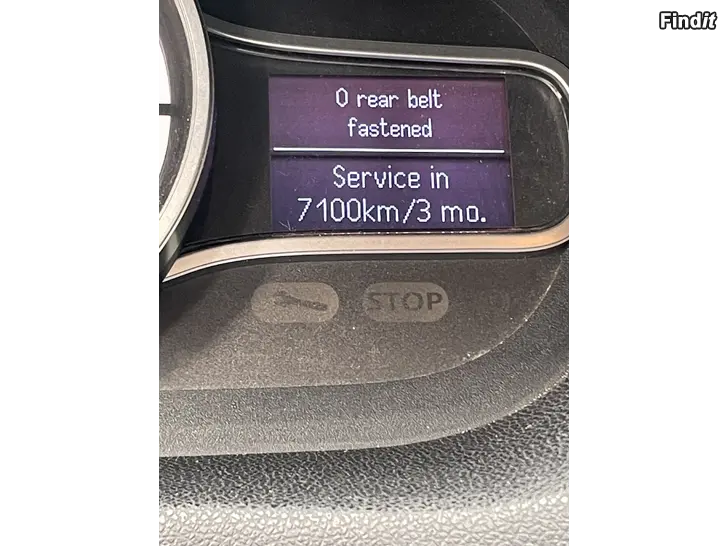 Findit
0 rear belt
fastened
Service in
7100km/3 mo.
STOP